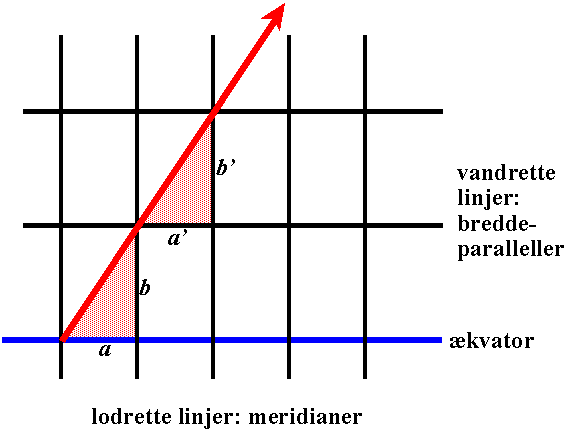 b’
a’
b
a
vandrette
linjer:
bredde-
paralleller
ækvator
lodrette linjer: meridianer